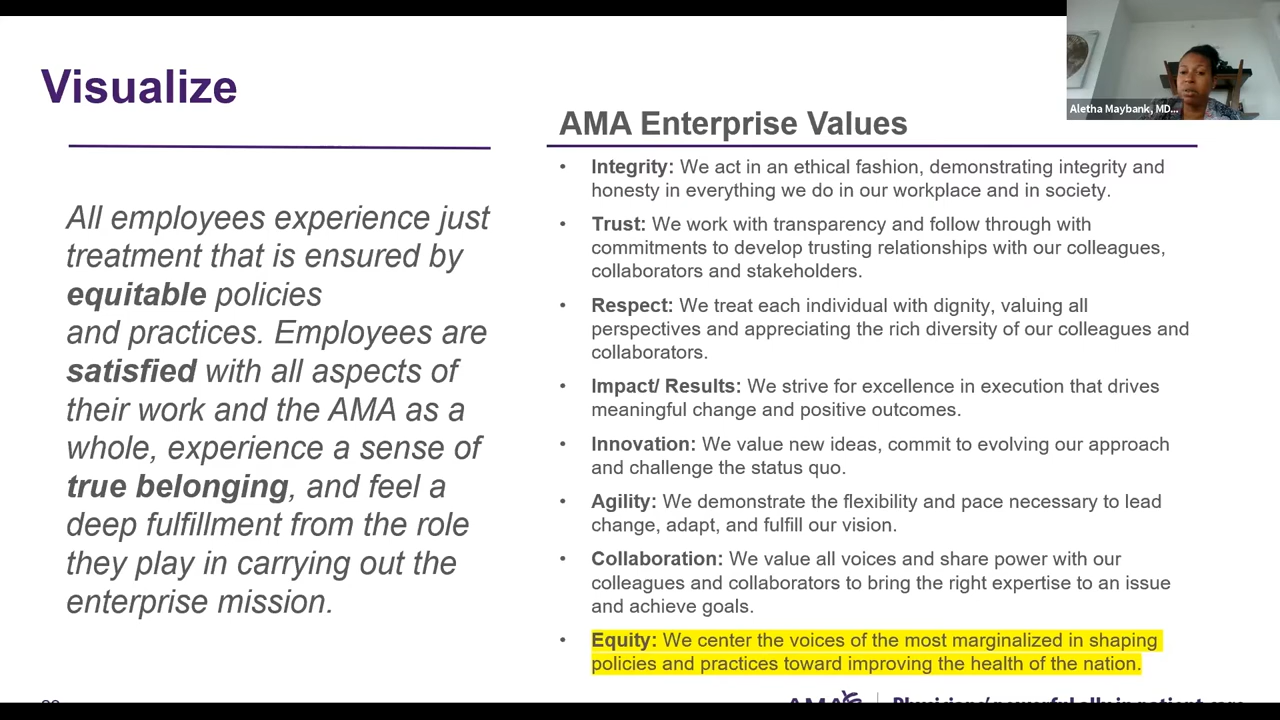 Visualize
Aletha Maybank, MD...
AMA Enterprise Values
All employees experience just
treatment that is ensured by
equitable policies
and practices. Employees are
satisfied with all aspects of
their work and the AMA as a
whole, experience a sense of
true belonging, and feel a
deep fulfillment from the role
they play in carrying out the
enterprise mission.
• Integrity: We act in an ethical fashion, demonstrating integrity and
honesty in everything we do in our workplace and in society.
• Trust: We work with transparency and follow through with
commitments to develop trusting relationships with our colleagues,
collaborators and stakeholders.
• Respect: We treat each individual with dignity, valuing all
perspectives and appreciating the rich diversity of our colleagues and
collaborators.
• Impact/ Results: We strive for excellence in execution that drives
meaningful change and positive outcomes.
• Innovation: We value new ideas, commit to evolving our approach
and challenge the status quo.
• Agility: We demonstrate the flexibility and pace necessary to lead
change, adapt, and fulfill our vision.
• Collaboration: We value all voices and share power with our
colleagues and collaborators to bring the right expertise to an issue
and achieve goals.
• Equity: We center the voices of the most marginalized in shaping
policies and practices toward improving the health of the nation.
AMA
Physicians' powerful ally in patient care